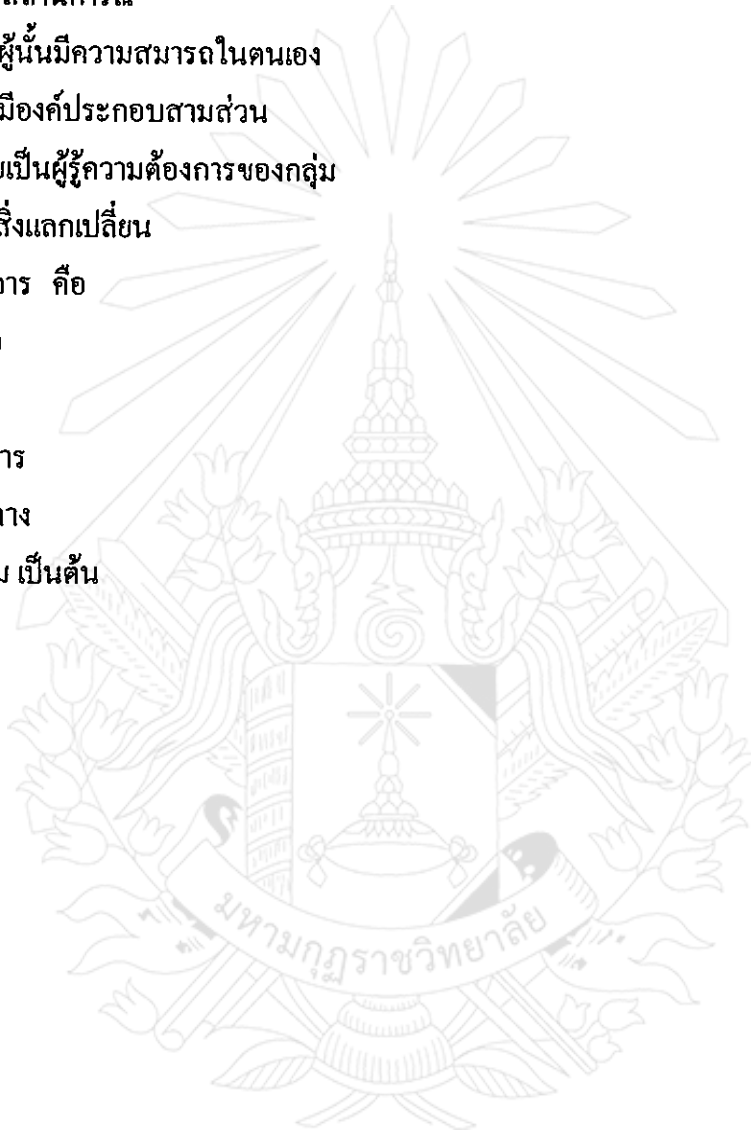 ผู้นั้นมีความสมารถในตนเอง
มีองค์ประกอบสามส่วน
เป็นผู้รู้ความต้องการของกลุ่ม
สิ่งแลกเปลี่ยน
การ คือ
การ
ทาง
เป็นต้น
มหามกุฏราชวิทยาลัย